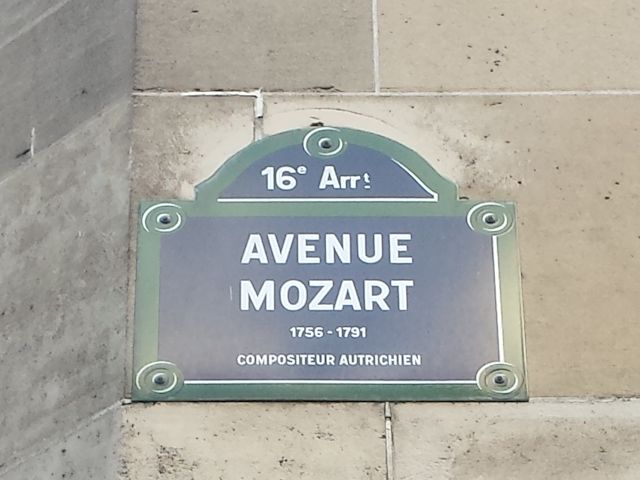 16e Arrt
AVENUE
MOZART
1756 - 1791
COMPOSITEUR AUTRICHIEN